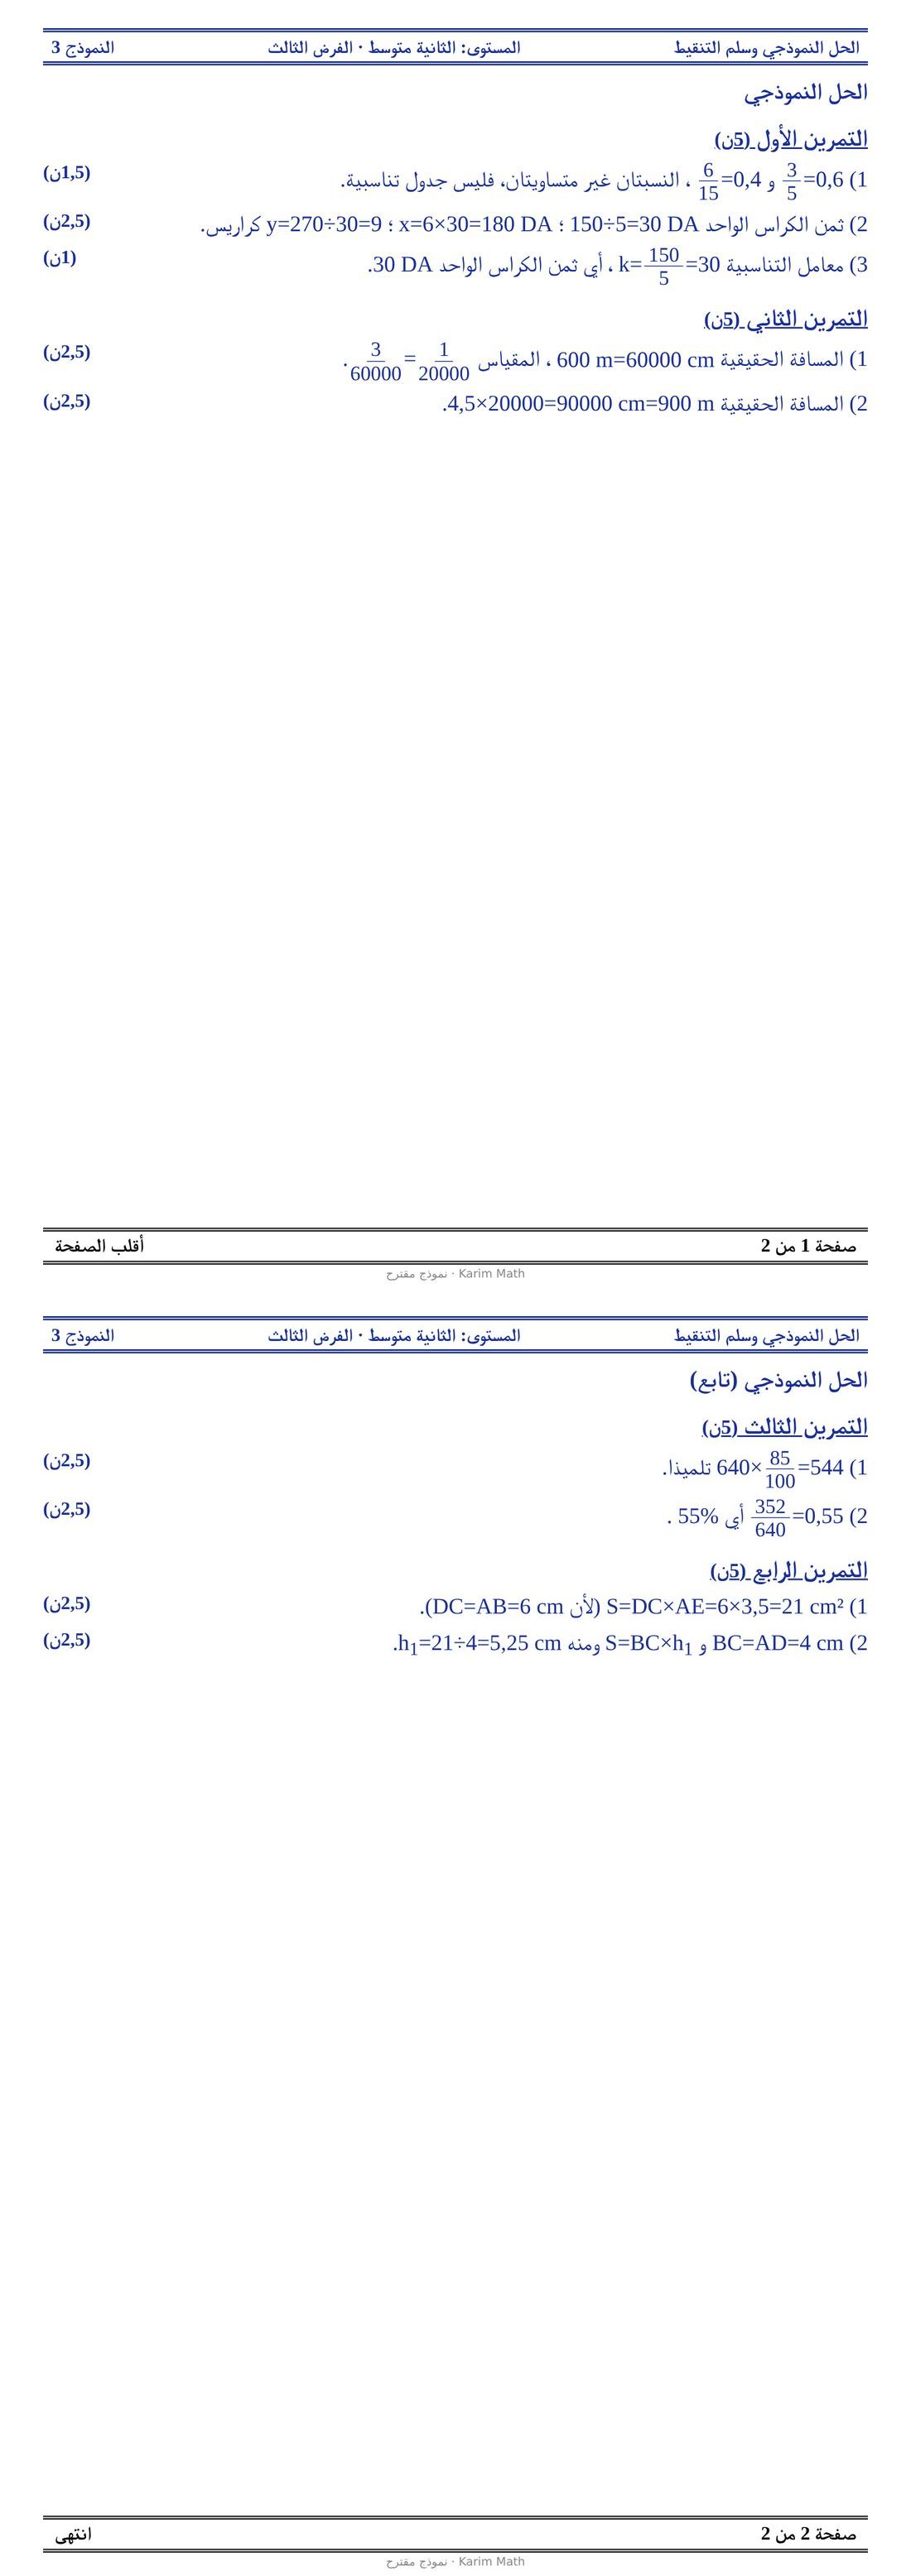 الحل النموذجي وسلم التنقيط المستوى: الثانية متوسط · الفرض الثالث النموذج 3
الحل النموذجي
التمرين الأول (5ن)
1) 3/5=0,6 و 6/15=0,4 ، النسبتان غير متساويتان، فليس جدول تناسبية. (1,5ن)
2) ثمن الكراس الواحد 150÷5=30 DA ؛ x=6×30=180 DA ؛ y=270÷30=9 كراريس. (2,5ن)
3) معامل التناسبية k=150/5=30 ، أي ثمن الكراس الواحد 30 DA. (1ن)
التمرين الثاني (5ن)
1) المسافة الحقيقية 600 m=60000 cm ، المقياس 3/60000=1/20000. (2,5ن)
2) المسافة الحقيقية 4,5×20000=90000 cm=900 m. (2,5ن)
صفحة 1 من 2 أقلب الصفحة
Karim Math · نموذج مقترح
الحل النموذجي وسلم التنقيط المستوى: الثانية متوسط · الفرض الثالث النموذج 3
الحل النموذجي (تابع)
التمرين الثالث (5ن)
1) 640×85/100=544 تلميذا. (2,5ن)
2) 352/640=0,55 أي 55% . (2,5ن)
التمرين الرابع (5ن)
1) S=DC×AE=6×3,5=21 cm² (لأن DC=AB=6 cm). (2,5ن)
2) BC=AD=4 cm و S=BC×h₁ ومنه h₁=21÷4=5,25 cm. (2,5ن)
صفحة 2 من 2 انتهى
Karim Math · نموذج مقترح